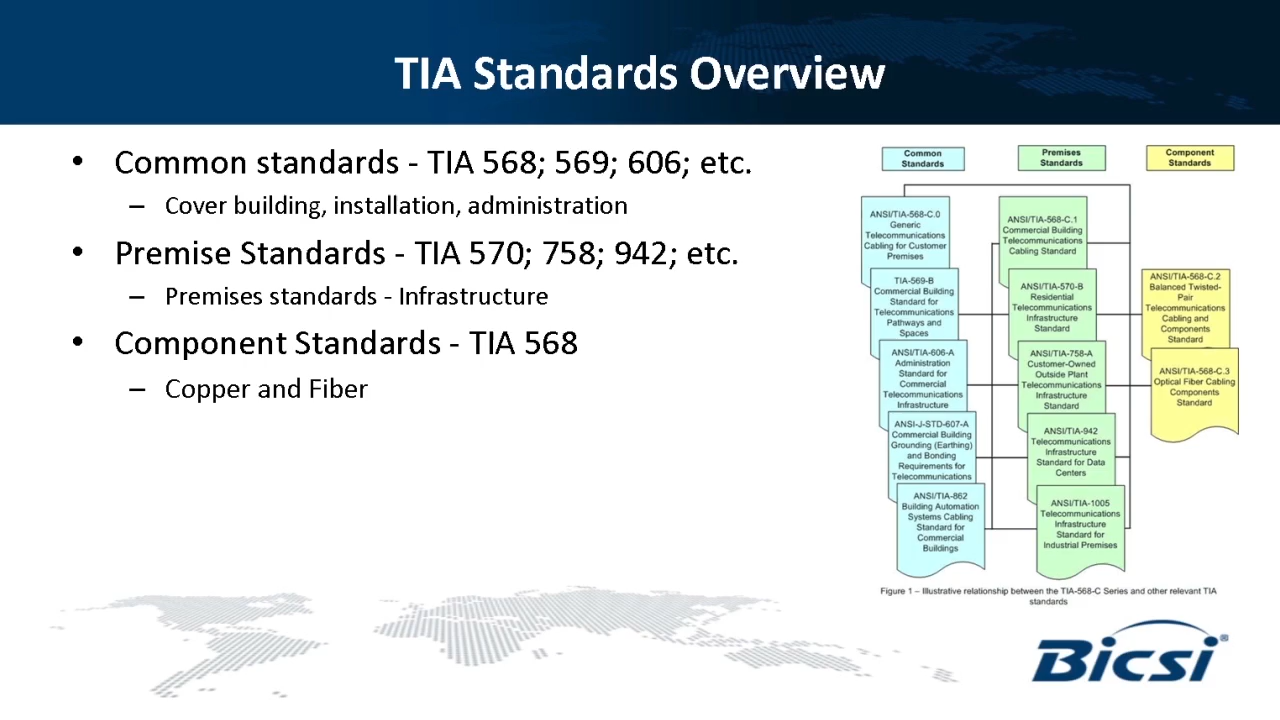 TIA Standards Overview
• Common standards - TIA 568; 569; 606; etc.
– Cover building, installation, administration
• Premise Standards - TIA 570; 758; 942; etc.
– Premises standards - Infrastructure
• Component Standards - TIA 568
– Copper and Fiber
Common
Standards
Premises
Standards
Component
Standards
ANSI/TIA-568-C.0
Generic
Telecommunications
Cabling for Customer
Premises
TIA-569-B
Commercial Building
Standard for
Telecommunications
Pathways and
Spaces
ANSI/TIA-606-A
Administration
Standard for
Commercial
Telecommunications
Infrastructure
ANSI-J-STD-607-A
Commercial Building
Grounding (Earthing)
and Bonding
Requirements for
Telecommunications
ANSI/TIA-862
Building Automation
Systems Cabling
Standard for
Commercial
Buildings
ANSI/TIA-568-C.1
Commercial Building
Telecommunications
Cabling Standard
ANSI/TIA-570-B
Residential
Telecommunications
Infrastructure
Standard
ANSI/TIA-758-A
Customer-Owned
Outside Plant
Telecommunications
Infrastructure
Standard
ANSI/TIA-942
Telecommunications
Infrastructure
Standard for Data
Centers
ANSI/TIA-1005
Telecommunications
Infrastructure
Standard for
Industrial Premises
ANSI/TIA-568-C.2
Balanced Twisted-
Pair
Telecommunications
Cabling and
Components
Standard
ANSI/TIA-568-C.3
Optical Fiber Cabling
Components
Standard
Figure 1 – Illustrative relationship between the TIA-568-C Series and other relevant TIA
standards
Bicsi®